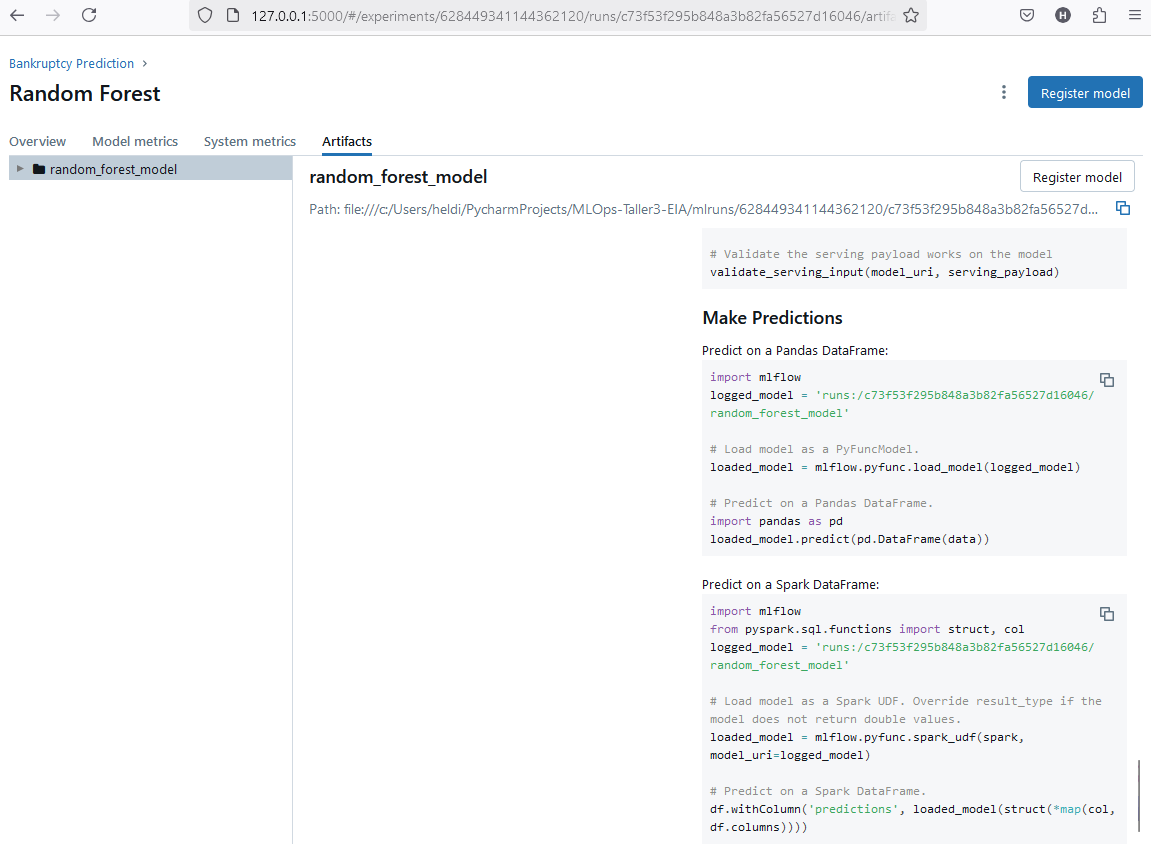 127.0.0.1:5000/#/experiments/628449341144362120/runs/c73f53f295b848a3b82fa56527d16046/artifa
H
Bankruptcy Prediction
Random Forest
Register model
Overview Model metrics System metrics Artifacts
random_forest_model
random_forest_model
Register model
Path: file:///c:/Users/heldi/PycharmProjects/MLOps-Taller3-EIA/mlruns/628449341144362120/c73f53f295b848a3b82fa56527d...
# Validate the serving payload works on the model
validate_serving_input(model_uri, serving_payload)
Make Predictions
Predict on a Pandas DataFrame:
import mlflow
logged_model = 'runs:/c73f53f295b848a3b82fa56527d16046/
random_forest_model'
# Load model as a PyFuncModel.
loaded_model = mlflow.pyfunc.load_model(logged_model)
# Predict on a Pandas DataFrame.
import pandas as pd
loaded_model.predict(pd.DataFrame(data))
Predict on a Spark DataFrame:
import mlflow
from pyspark.sql.functions import struct, col
logged_model = 'runs:/c73f53f295b848a3b82fa56527d16046/
random_forest_model'
# Load model as a Spark UDF. Override result_type if the
model does not return double values.
loaded_model = mlflow.pyfunc.spark_udf(spark,
model_uri=logged_model)
# Predict on a Spark DataFrame.
df.withColumn('predictions', loaded_model(struct(*map(col,
df.columns))))